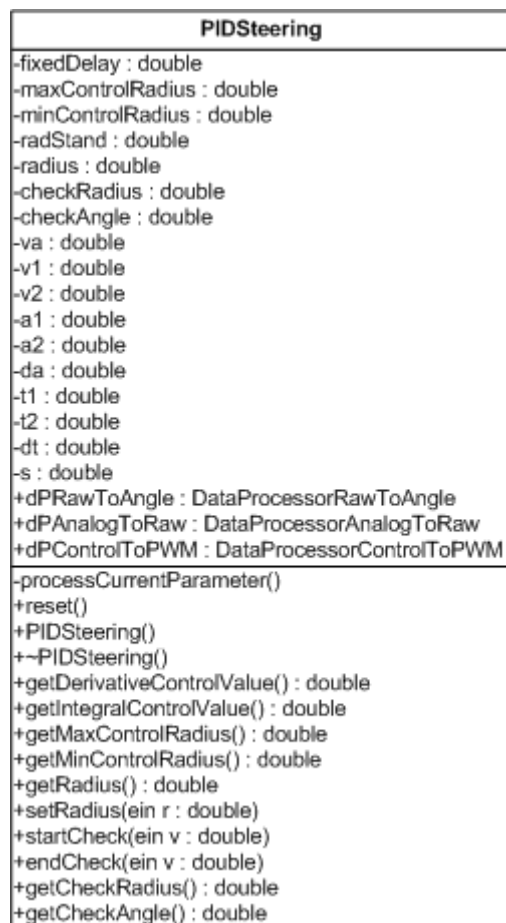 PIDSteering
-fixedDelay : double
-maxControlRadius : double
-minControlRadius : double
-radStand : double
-radius : double
-checkRadius : double
-checkAngle : double
-va : double
-v1 : double
-v2 : double
-a1 : double
-a2 : double
-da : double
-t1 : double
-t2 : double
-dt : double
-s : double
+dPRawToAngle : DataProcessorRawToAngle
+dPAnalogToRaw : DataProcessorAnalogToRaw
+dPControlToPWM : DataProcessorControlToPWM
-processCurrentParameter()
+reset()
+PIDSteering()
+~PIDSteering()
+getDerivativeControlValue() : double
+getIntegralControlValue() : double
+getMaxControlRadius() : double
+getMinControlRadius() : double
+getRadius() : double
+setRadius(ein r : double)
+startCheck(ein v : double)
+endCheck(ein v : double)
+getCheckRadius() : double
+getCheckAngle() : double